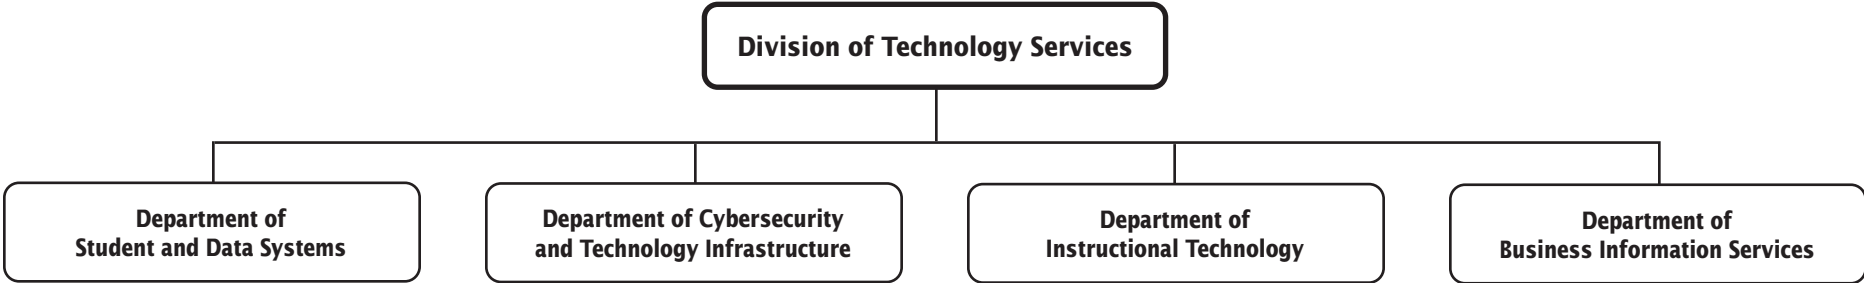 Division of Technology Services
Department of
Student and Data Systems
Department of Cybersecurity
and Technology Infrastructure
Department of
Instructional Technology
Department of
Business Information Services